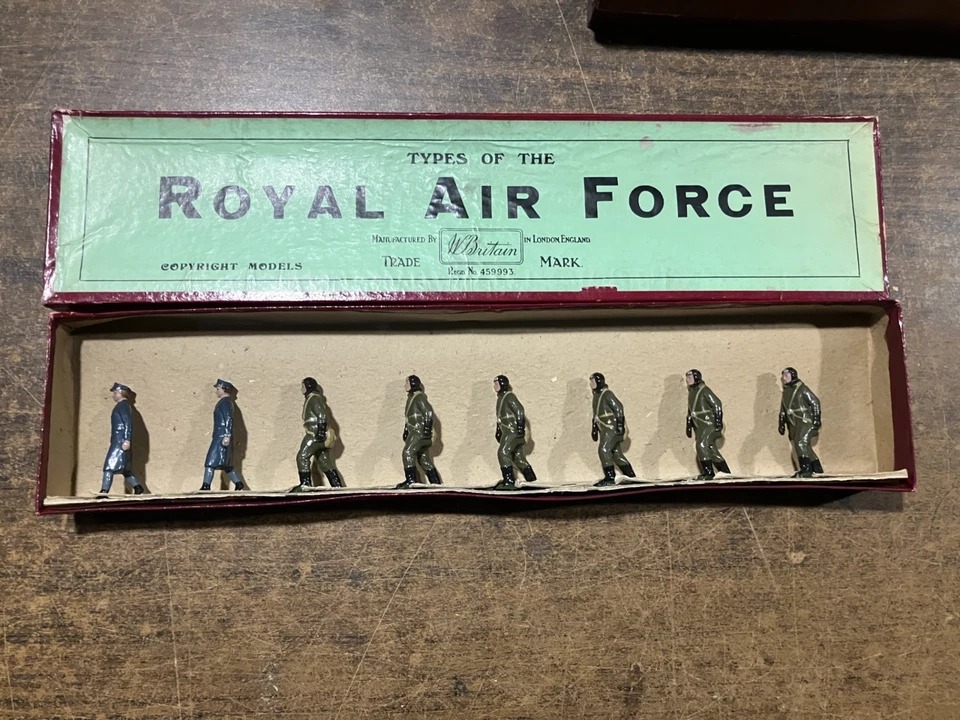 TYPES OF THE
ROYAL AIR FORCE
MANUFACTURED BY W Britain IN LONDON, ENGLAND
COPYRIGHT MODELS TRADE MARK.
REGD. No. 459993.